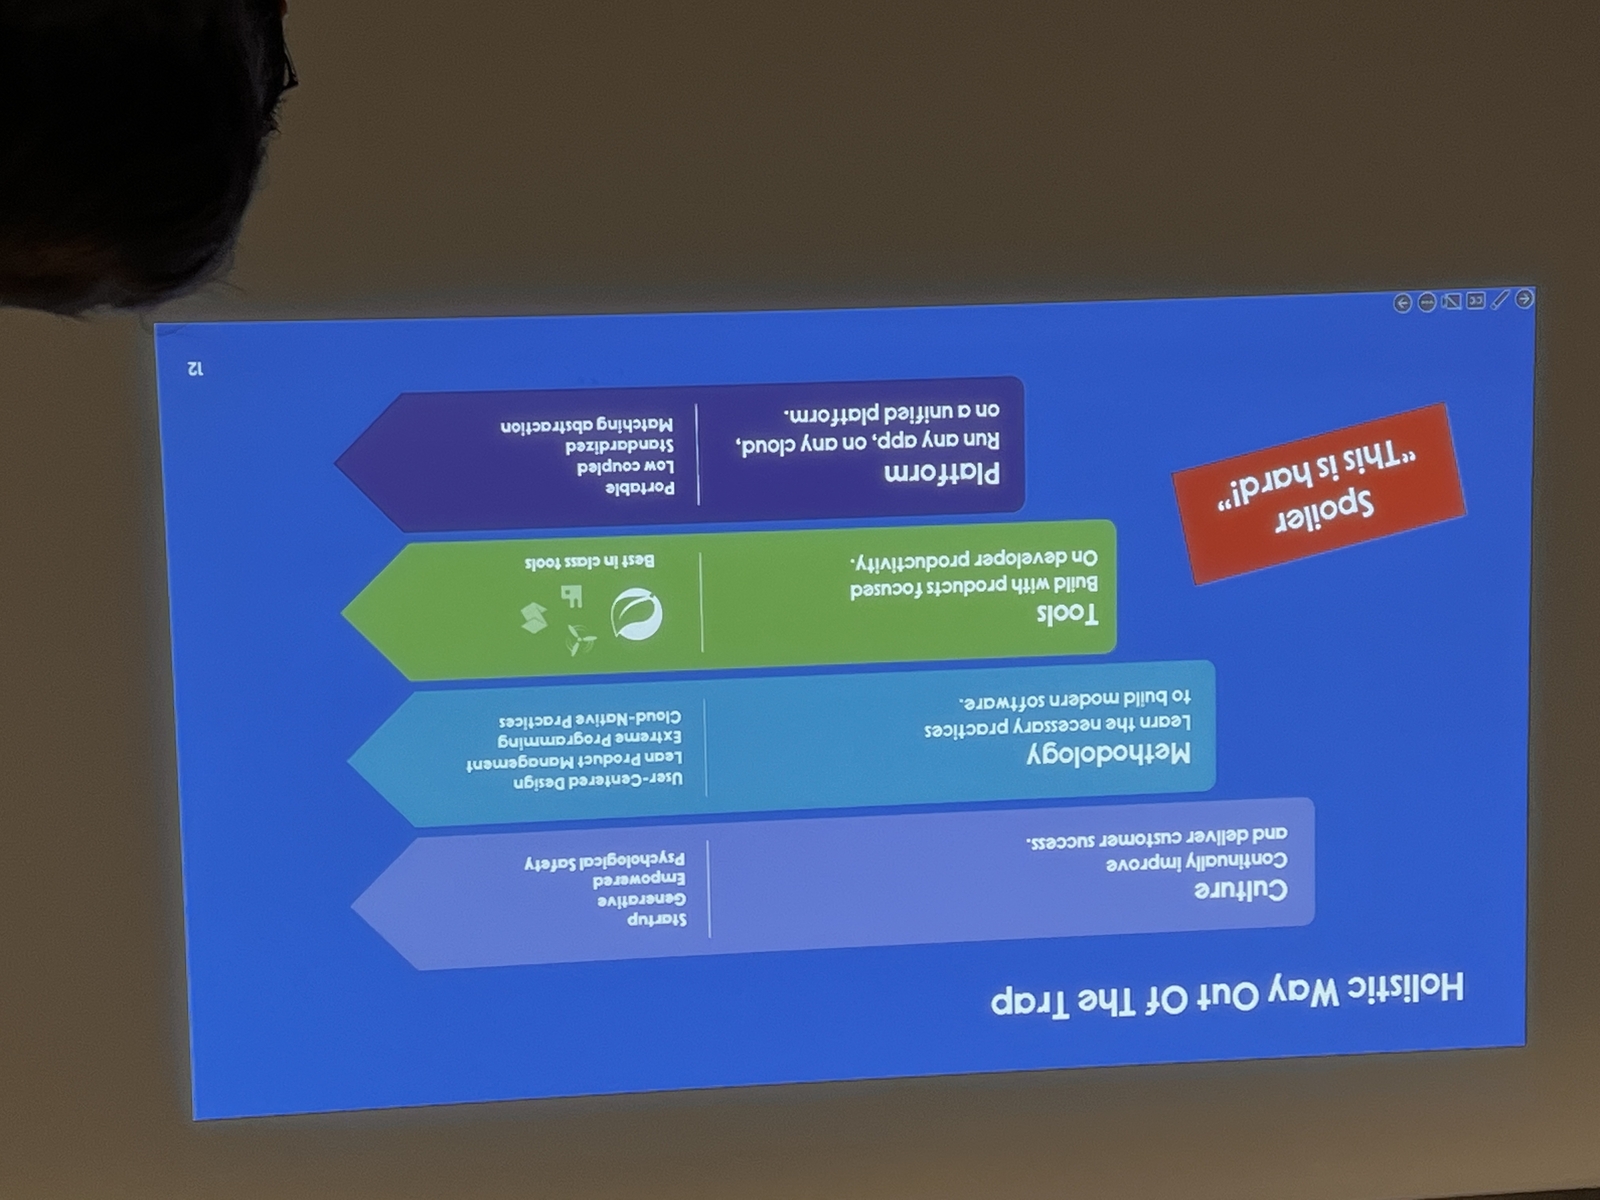 Holistic Way Out Of The Trap
Culture
Continually improve
and deliver customer success.
Startup
Generative
Empowered
Psychological Safety
Methodology
Learn the necessary practices
to build modern software.
User-Centered Design
Lean Product Management
Extreme Programming
Cloud-Native Practices
Tools
Build with products focused
On developer productivity.
Best in class tools
Spoiler
“This is hard!”
Platform
Run any app, on any cloud,
on a unified platform.
Portable
Low coupled
Standardized
Matching abstraction
12
CC